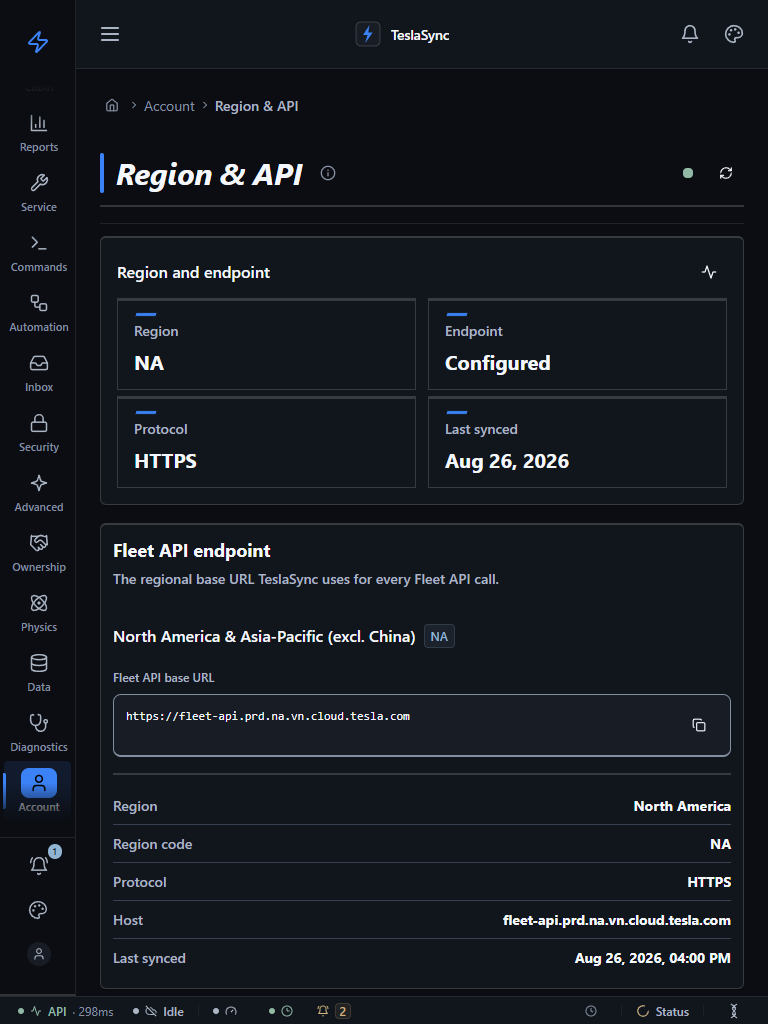 TeslaSync
Account
Region & API
Region & API
Reports
Service
Commands
Automation
Inbox
Security
Advanced
Ownership
Physics
Data
Diagnostics
Account
1
Region and endpoint
Region
NA
Endpoint
Configured
Protocol
HTTPS
Last synced
Aug 26, 2026
Fleet API endpoint
The regional base URL TeslaSync uses for every Fleet API call.
North America & Asia-Pacific (excl. China) NA
Fleet API base URL
https://fleet-api.prd.na.vn.cloud.tesla.com
Region North America
Region code NA
Protocol HTTPS
Host fleet-api.prd.na.vn.cloud.tesla.com
Last synced Aug 26, 2026, 04:00 PM
API · 298ms Idle 2 Status